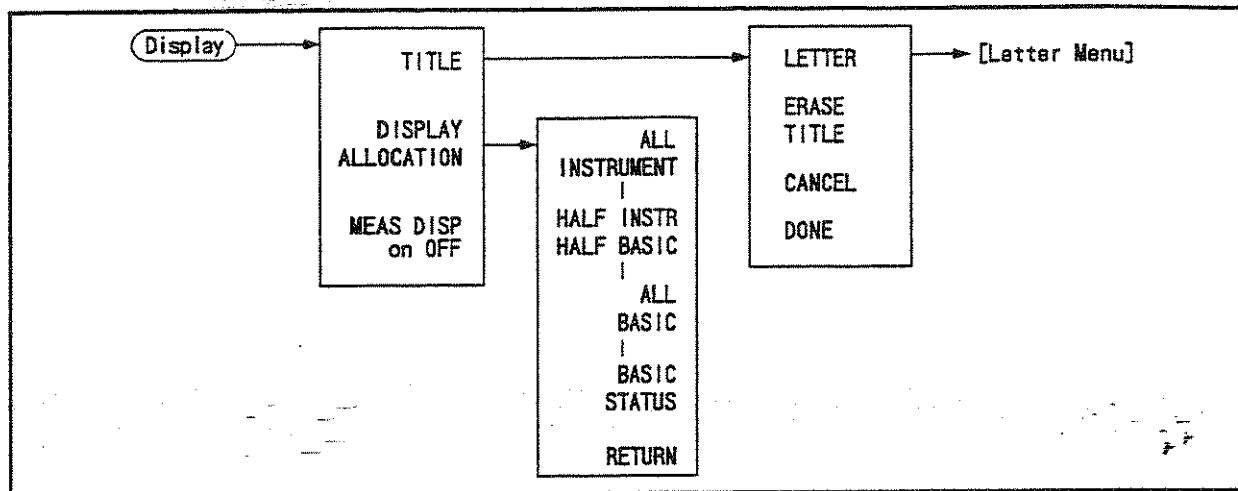 Display
TITLE
DISPLAY
ALLOCATION
MEAS DISP
on OFF
ALL
INSTRUMENT
HALF INSTR
HALF BASIC
ALL
BASIC
BASIC
STATUS
RETURN
LETTER
ERASE
TITLE
CANCEL
DONE
[Letter Menu]